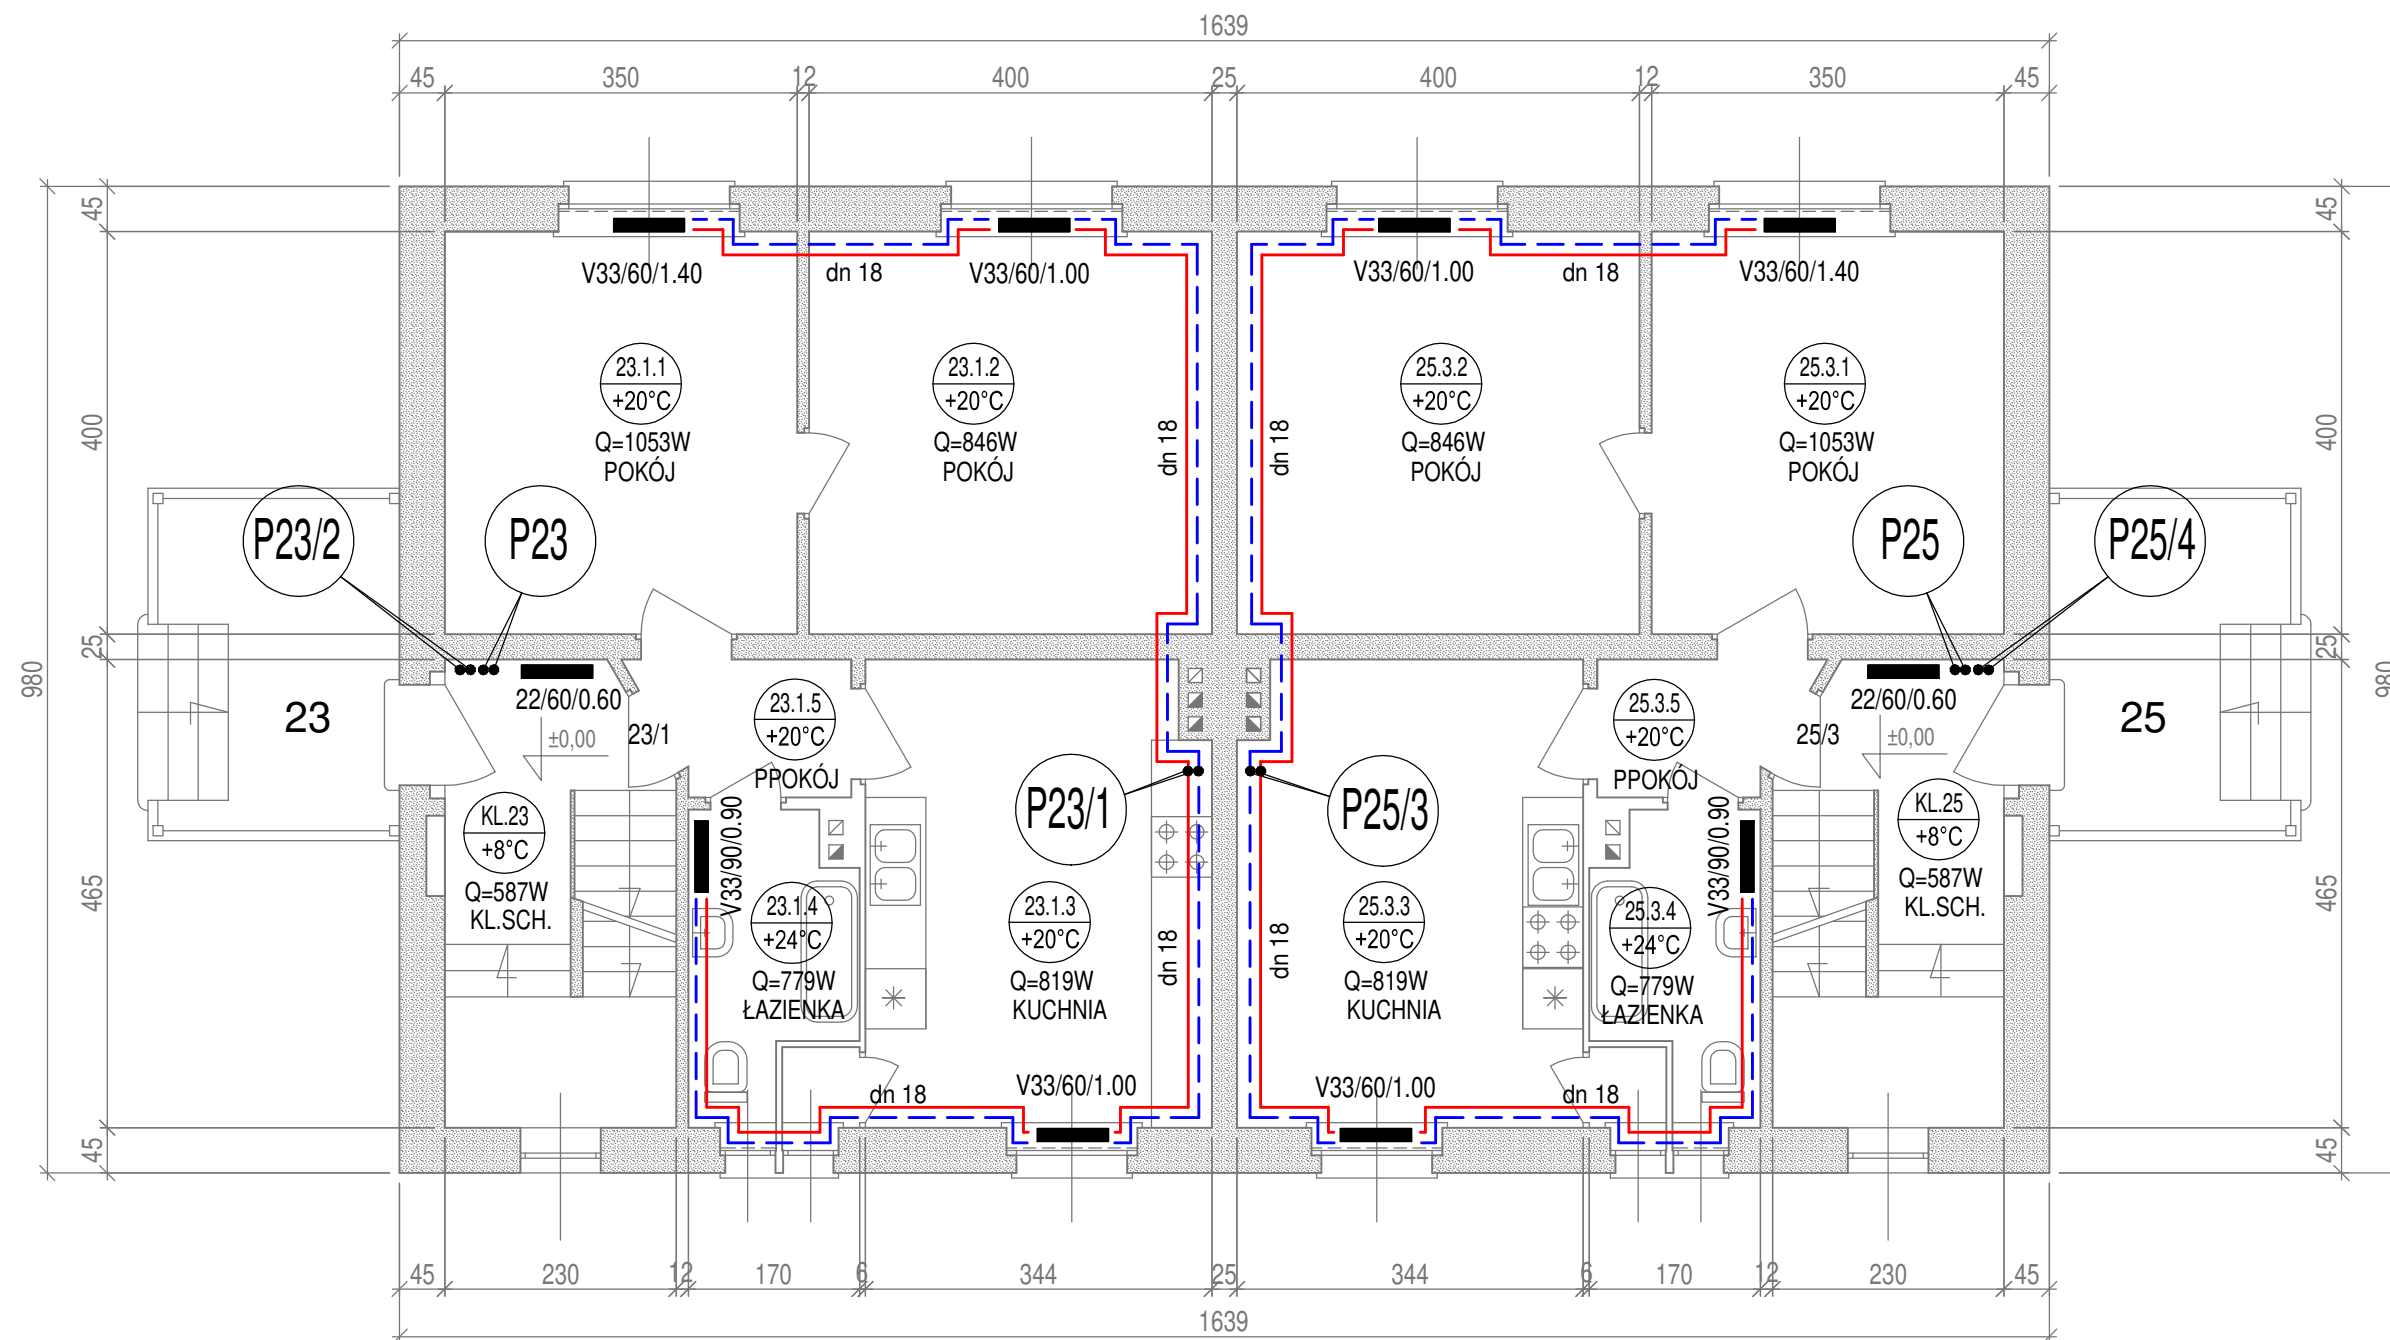 1639
45 350 12 400 25 400 12 350 45
45
45
V33/60/1.40
dn 18
V33/60/1.00
V33/60/1.00
dn 18
V33/60/1.40
23.1.1
+20°C
Q=1053W
POKÓJ
23.1.2
+20°C
Q=846W
POKÓJ
25.3.2
+20°C
Q=846W
POKÓJ
25.3.1
+20°C
Q=1053W
POKÓJ
400
dn 18
dn 18
400
P23/2
P23
P25
P25/4
25
25
980
980
23
22/60/0.60
±0,00
23/1
23.1.5
+20°C
PPOKÓJ
25.3.5
+20°C
PPOKÓJ
25/3
22/60/0.60
±0,00
25
P23/1
P25/3
KL.23
+8°C
Q=587W
KL.SCH.
V33/90/0.90
V33/90/0.90
KL.25
+8°C
Q=587W
KL.SCH.
465
465
23.1.4
+24°C
Q=779W
ŁAZIENKA
23.1.3
+20°C
Q=819W
KUCHNIA
dn 18
dn 18
25.3.3
+20°C
Q=819W
KUCHNIA
25.3.4
+24°C
Q=779W
ŁAZIENKA
dn 18
V33/60/1.00
V33/60/1.00
dn 18
45
45
45 230 12 170 6 344 25 344 6 170 12 230 45
1639